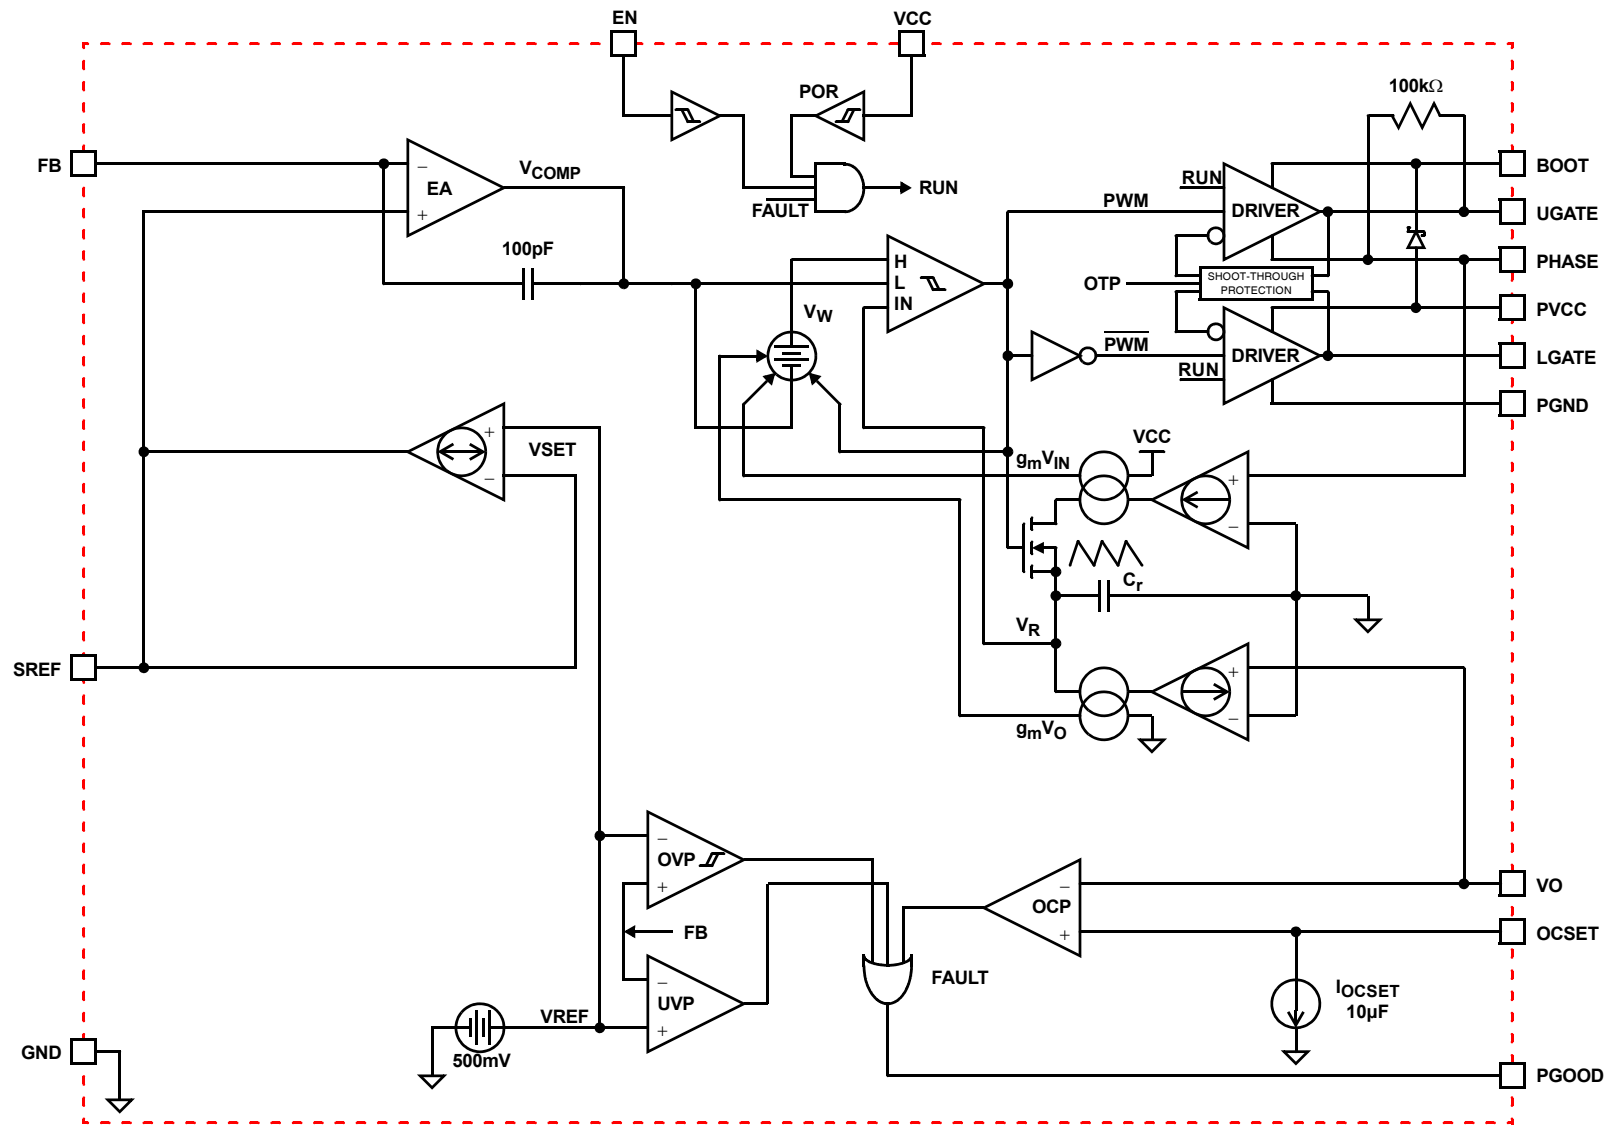 EN
VCC
POR
100kΩ
FB
−
EA
+
VCOMP
100pF
FAULT
RUN
RUN
PWM
DRIVER
BOOT
UGATE
PHASE
H
L
IN
OTP
SHOOT-THROUGH
PROTECTION
PVCC
VW
PWM
DRIVER
RUN
LGATE
PGND
+
VSET
−
VCC
gmVIN
+
−
Cr
VR
SREF
+
−
gmVO
−
OVP
+
FB
−
UVP
+
VREF
500mV
FAULT
−
OCP
+
VO
OCSET
IOCSET
10µF
GND
PGOOD